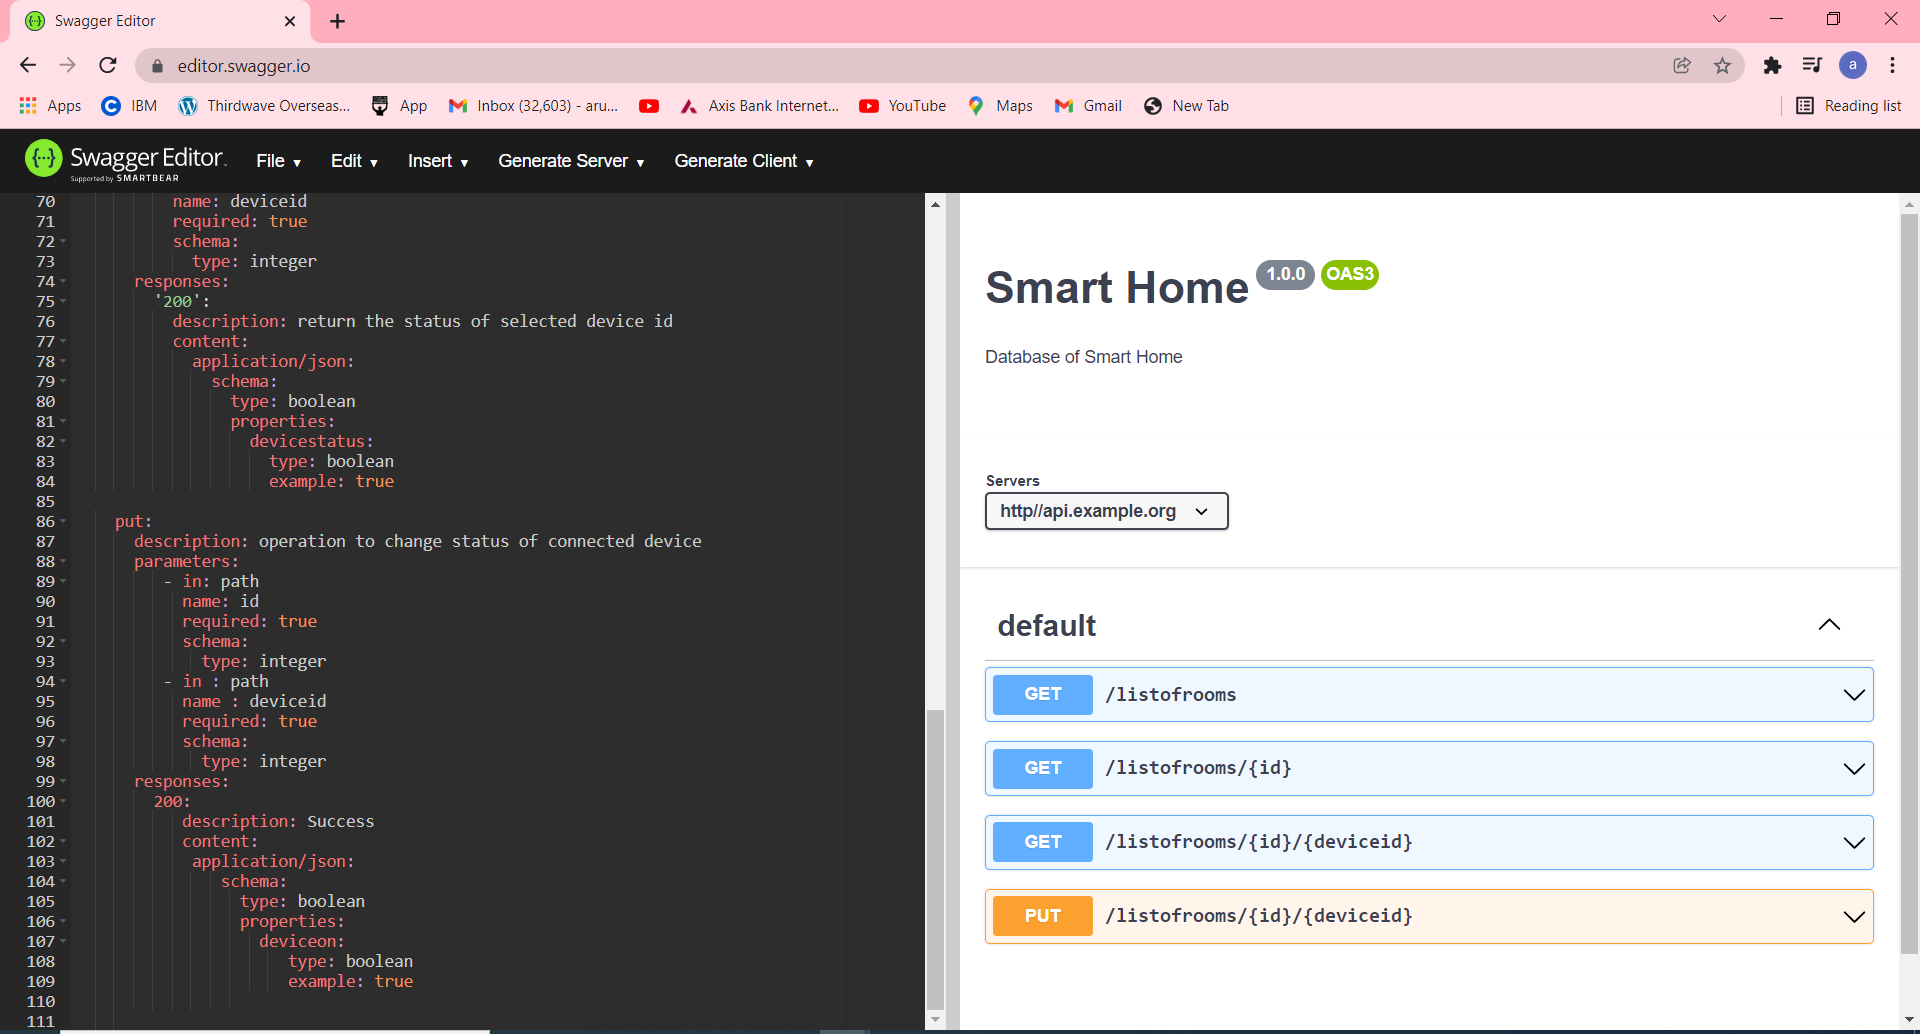 Swagger Editor
editor.swagger.io
a
Apps
IBM
Thirdwave Overseas...
App
Inbox (32,603) - aru...
Axis Bank Internet...
YouTube
Maps
Gmail
New Tab
Reading list
Swagger Editor.
Supported by SMARTBEAR
File
Edit
Insert
Generate Server
Generate Client
70 name: deviceid
71 required: true
72 schema:
73 type: integer
74 responses:
75 '200':
76 description: return the status of selected device id
77 content:
78 application/json:
79 schema:
80 type: boolean
81 properties:
82 devicestatus:
83 type: boolean
84 example: true
85
86 put:
87 description: operation to change status of connected device
88 parameters:
89 - in: path
90 name: id
91 required: true
92 schema:
93 type: integer
94 - in : path
95 name : deviceid
96 required: true
97 schema:
98 type: integer
99 responses:
100 200:
101 description: Success
102 content:
103 application/json:
104 schema:
105 type: boolean
106 properties:
107 deviceon:
108 type: boolean
109 example: true
110
111
Smart Home 1.0.0 OAS3
Database of Smart Home
Servers
http//api.example.org
default
GET /listofrooms
GET /listofrooms/{id}
GET /listofrooms/{id}/{deviceid}
PUT /listofrooms/{id}/{deviceid}